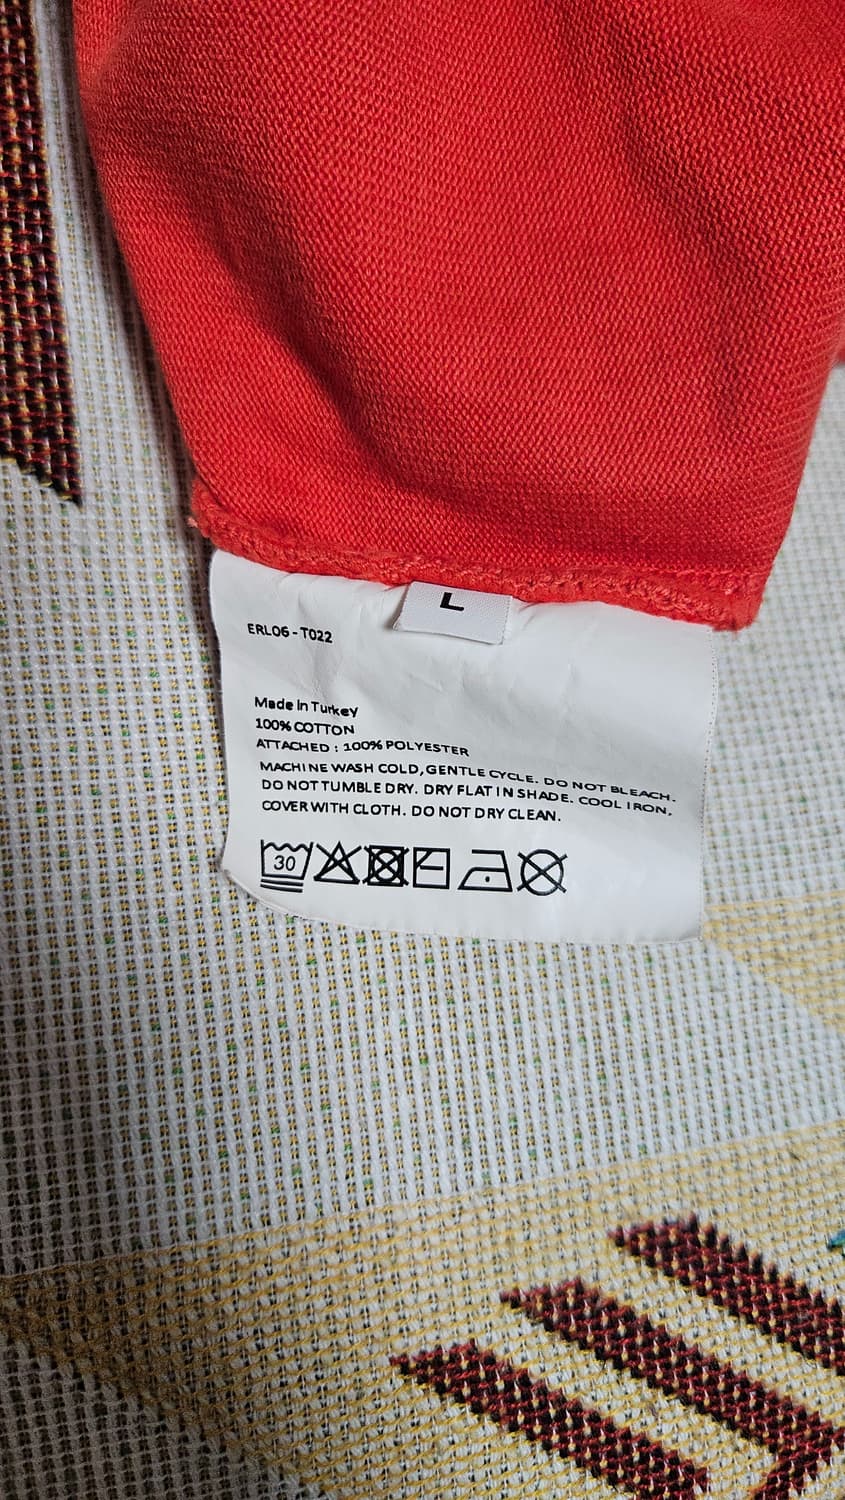 L
ERL06 - T022
Made in Turkey
100% COTTON
ATTACHED : 100% POLYESTER
MACHINE WASH COLD, GENTLE CYCLE. DO NOT BLEACH.
DO NOT TUMBLE DRY. DRY FLAT IN SHADE. COOL IRON,
COVER WITH CLOTH. DO NOT DRY CLEAN.
30